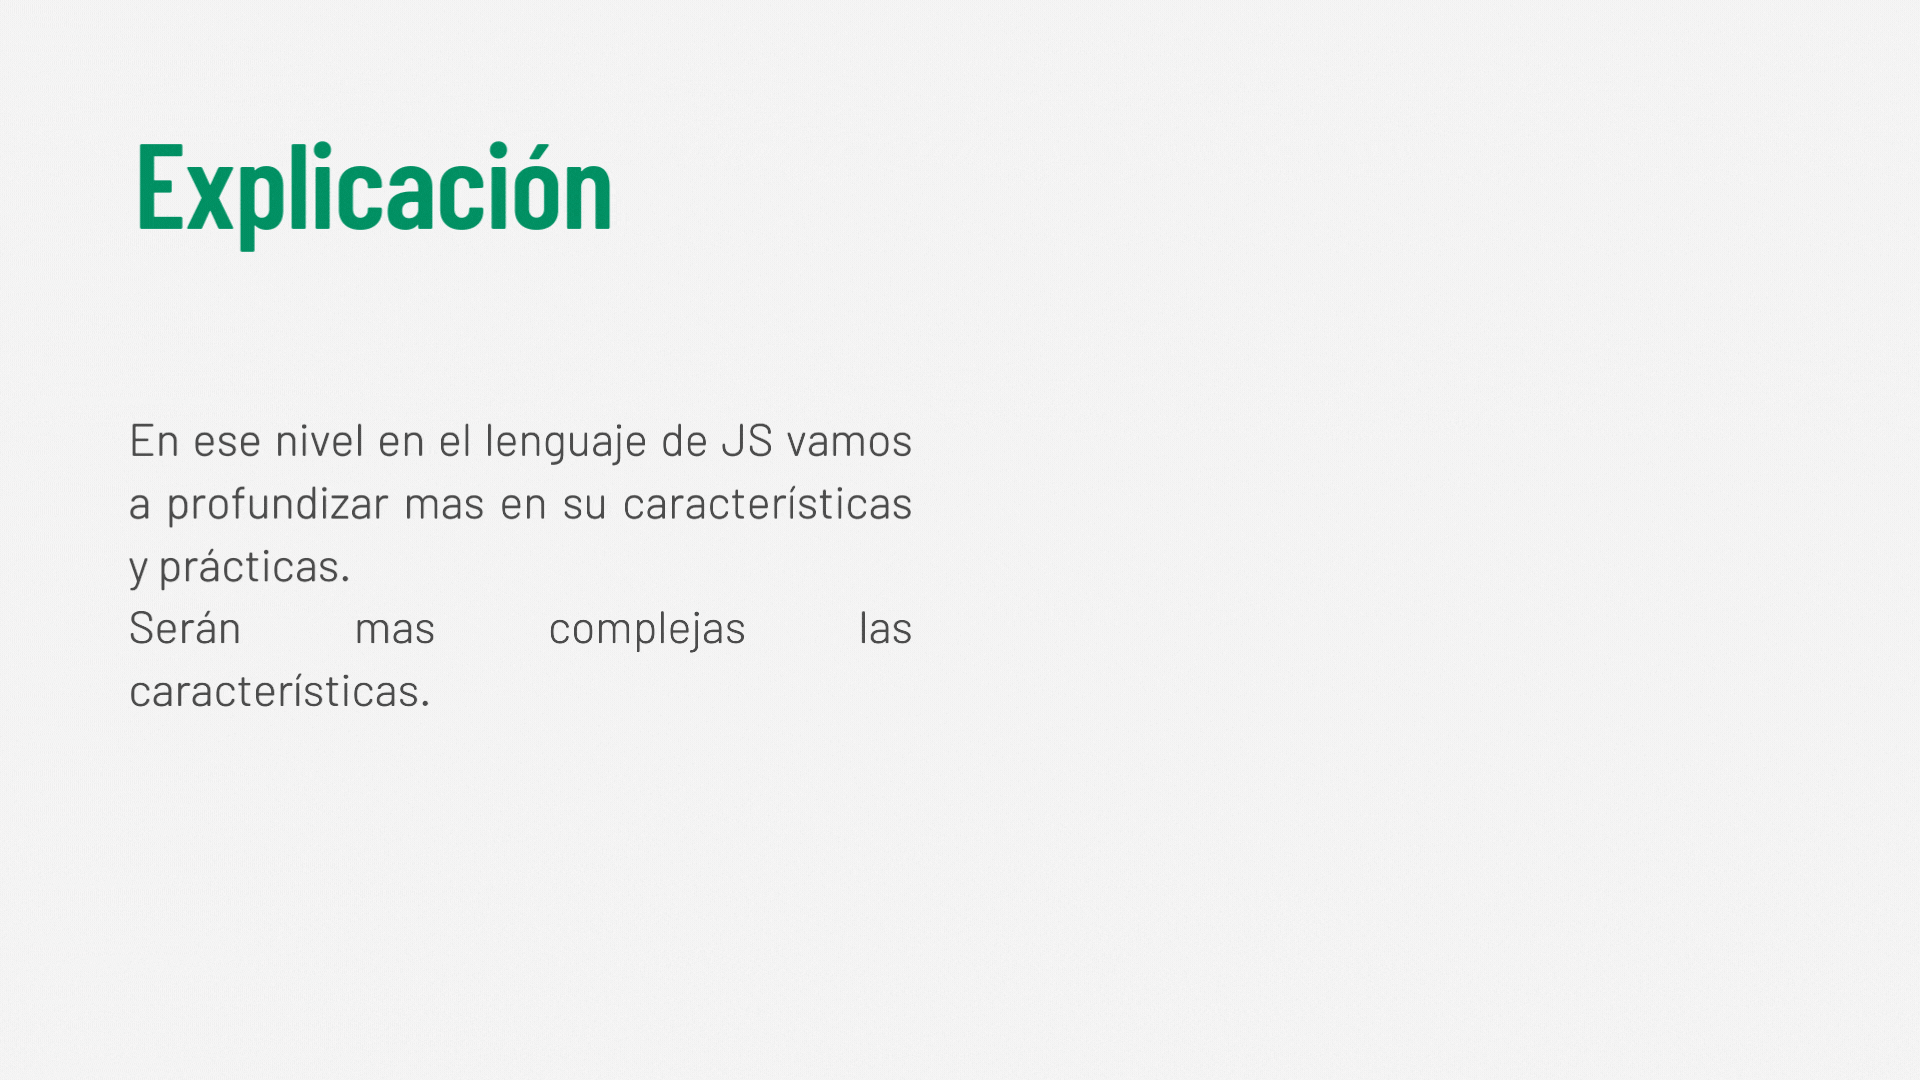 Explicación
En ese nivel en el lenguaje de JS vamos
a profundizar mas en su características
y prácticas.
Serán mas complejas las
características.